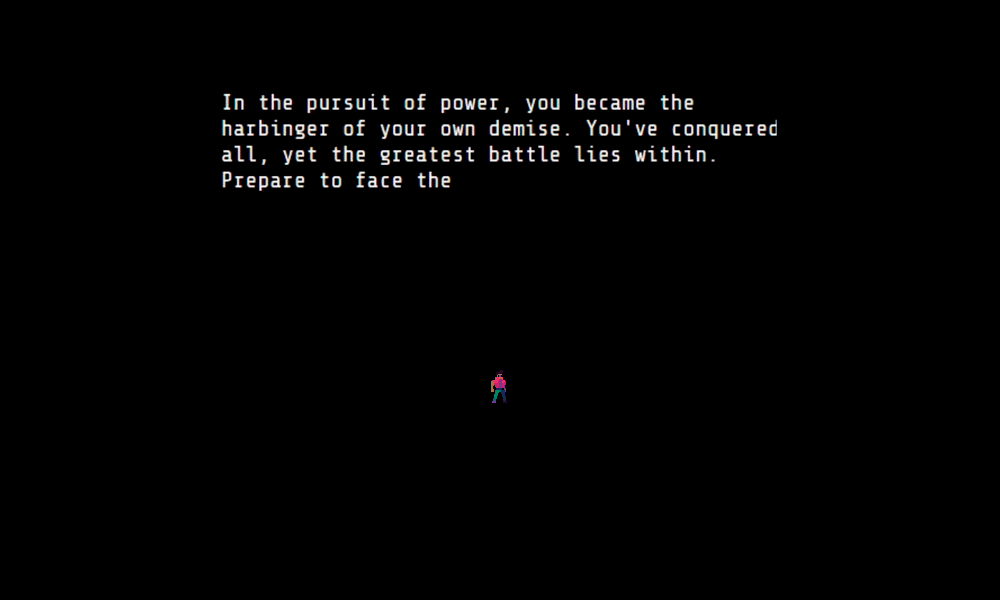 In the pursuit of power, you became the
harbinger of your own demise. You've conquered
all, yet the greatest battle lies within.
Prepare to face the